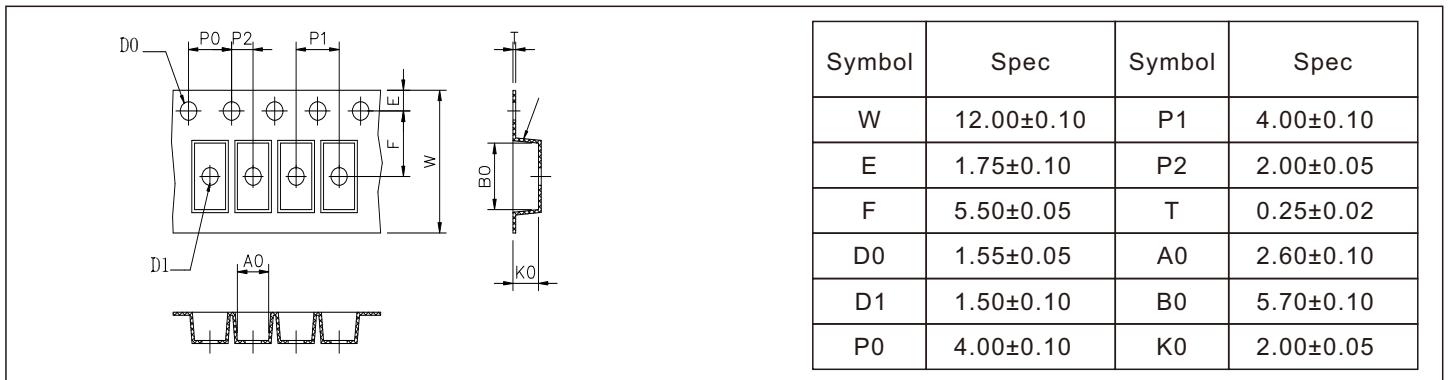 P0 P2 P1
D0
E
F
W
D1
A0
T
B0
K0
Symbol Spec Symbol Spec
W 12.00±0.10 P1 4.00±0.10
E 1.75±0.10 P2 2.00±0.05
F 5.50±0.05 T 0.25±0.02
D0 1.55±0.05 A0 2.60±0.10
D1 1.50±0.10 B0 5.70±0.10
P0 4.00±0.10 K0 2.00±0.05